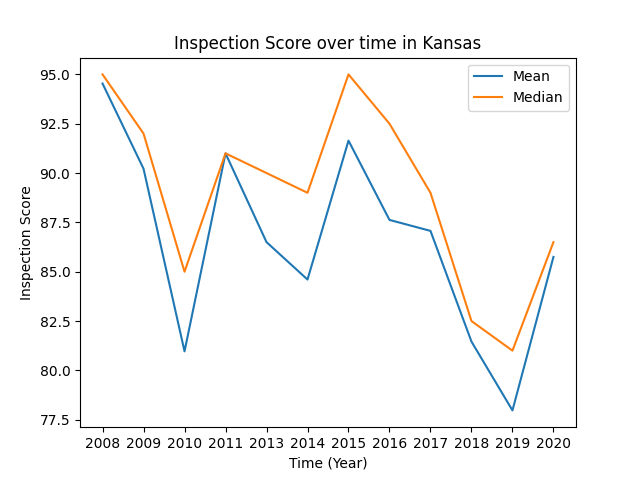 Inspection Score over time in Kansas
Mean
Median
95.0
92.5
90.0
87.5
85.0
82.5
80.0
77.5
Inspection Score
2008 2009 2010 2011 2013 2014 2015 2016 2017 2018 2019 2020
Time (Year)